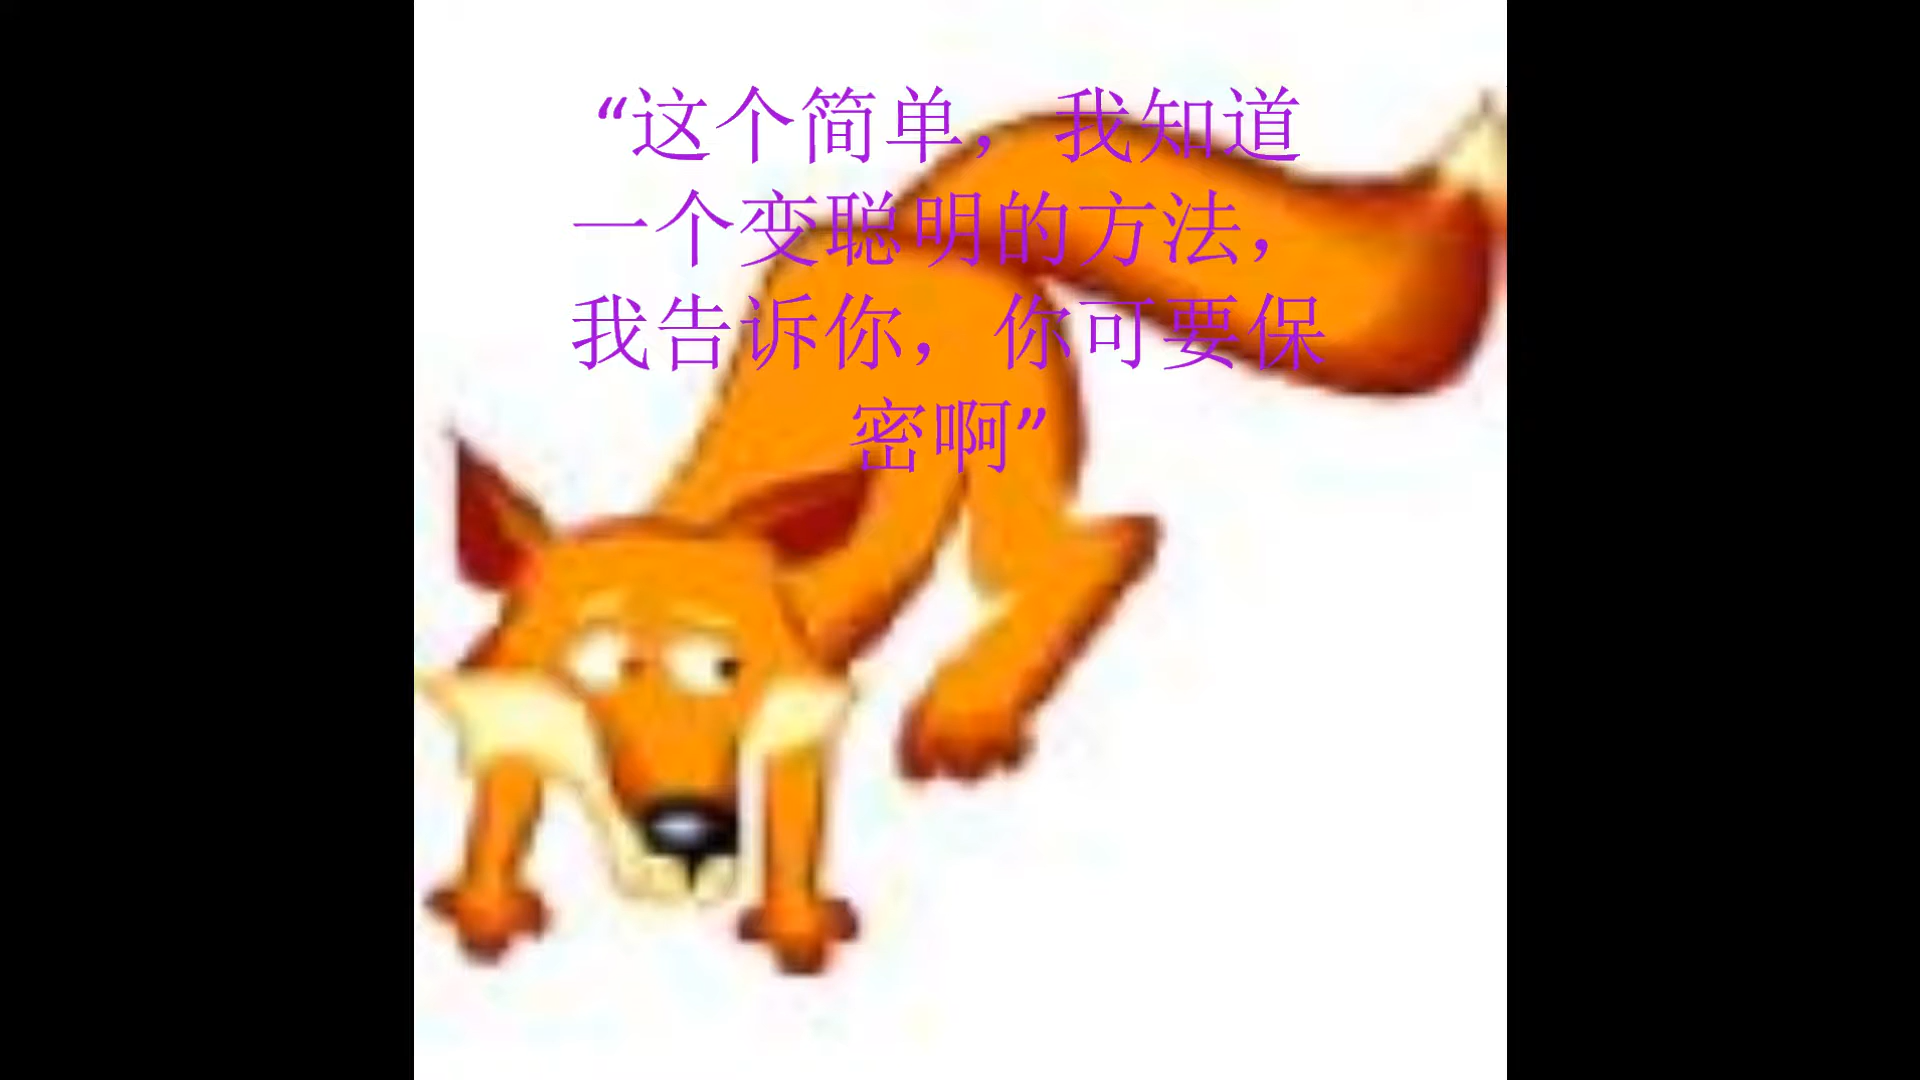 “这个简单，我知道
一个变聪明的方法，
我告诉你，你可要保
密啊”